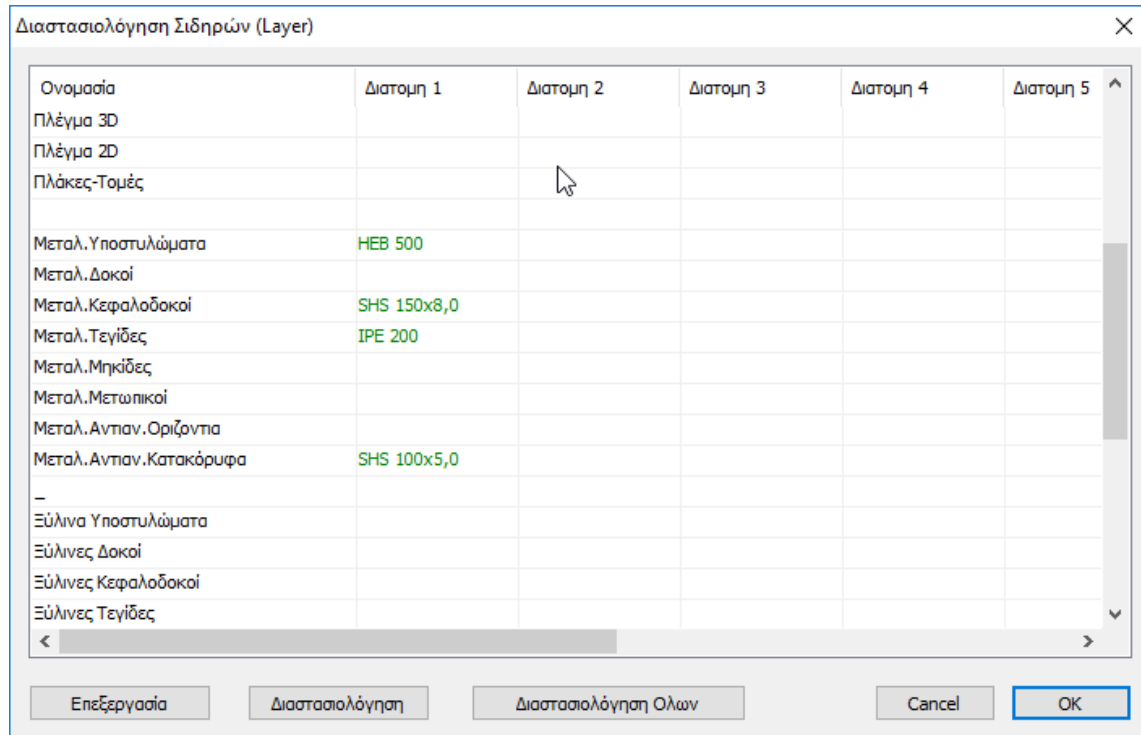 Διαστασιολόγηση Σιδηρών (Layer)
Ονομασία Διατομη 1 Διατομη 2 Διατομη 3 Διατομη 4 Διατομη 5
Πλέγμα 3D
Πλέγμα 2D
Πλάκες-Τομές
Μεταλ.Υποστυλώματα HEB 500
Μεταλ.Δοκοί
Μεταλ.Κεφαλοδοκοί SHS 150x8,0
Μεταλ.Τεγίδες IPE 200
Μεταλ.Μηκίδες
Μεταλ.Μετωπικοί
Μεταλ.Αντιαν.Οριζοντια
Μεταλ.Αντιαν.Κατακόρυφα SHS 100x5,0
_
Ξύλινα Υποστυλώματα
Ξύλινες Δοκοί
Ξύλινες Κεφαλοδοκοί
Ξύλινες Τεγίδες
Επεξεργασία Διαστασιολόγηση Διαστασιολόγηση Ολων Cancel OK